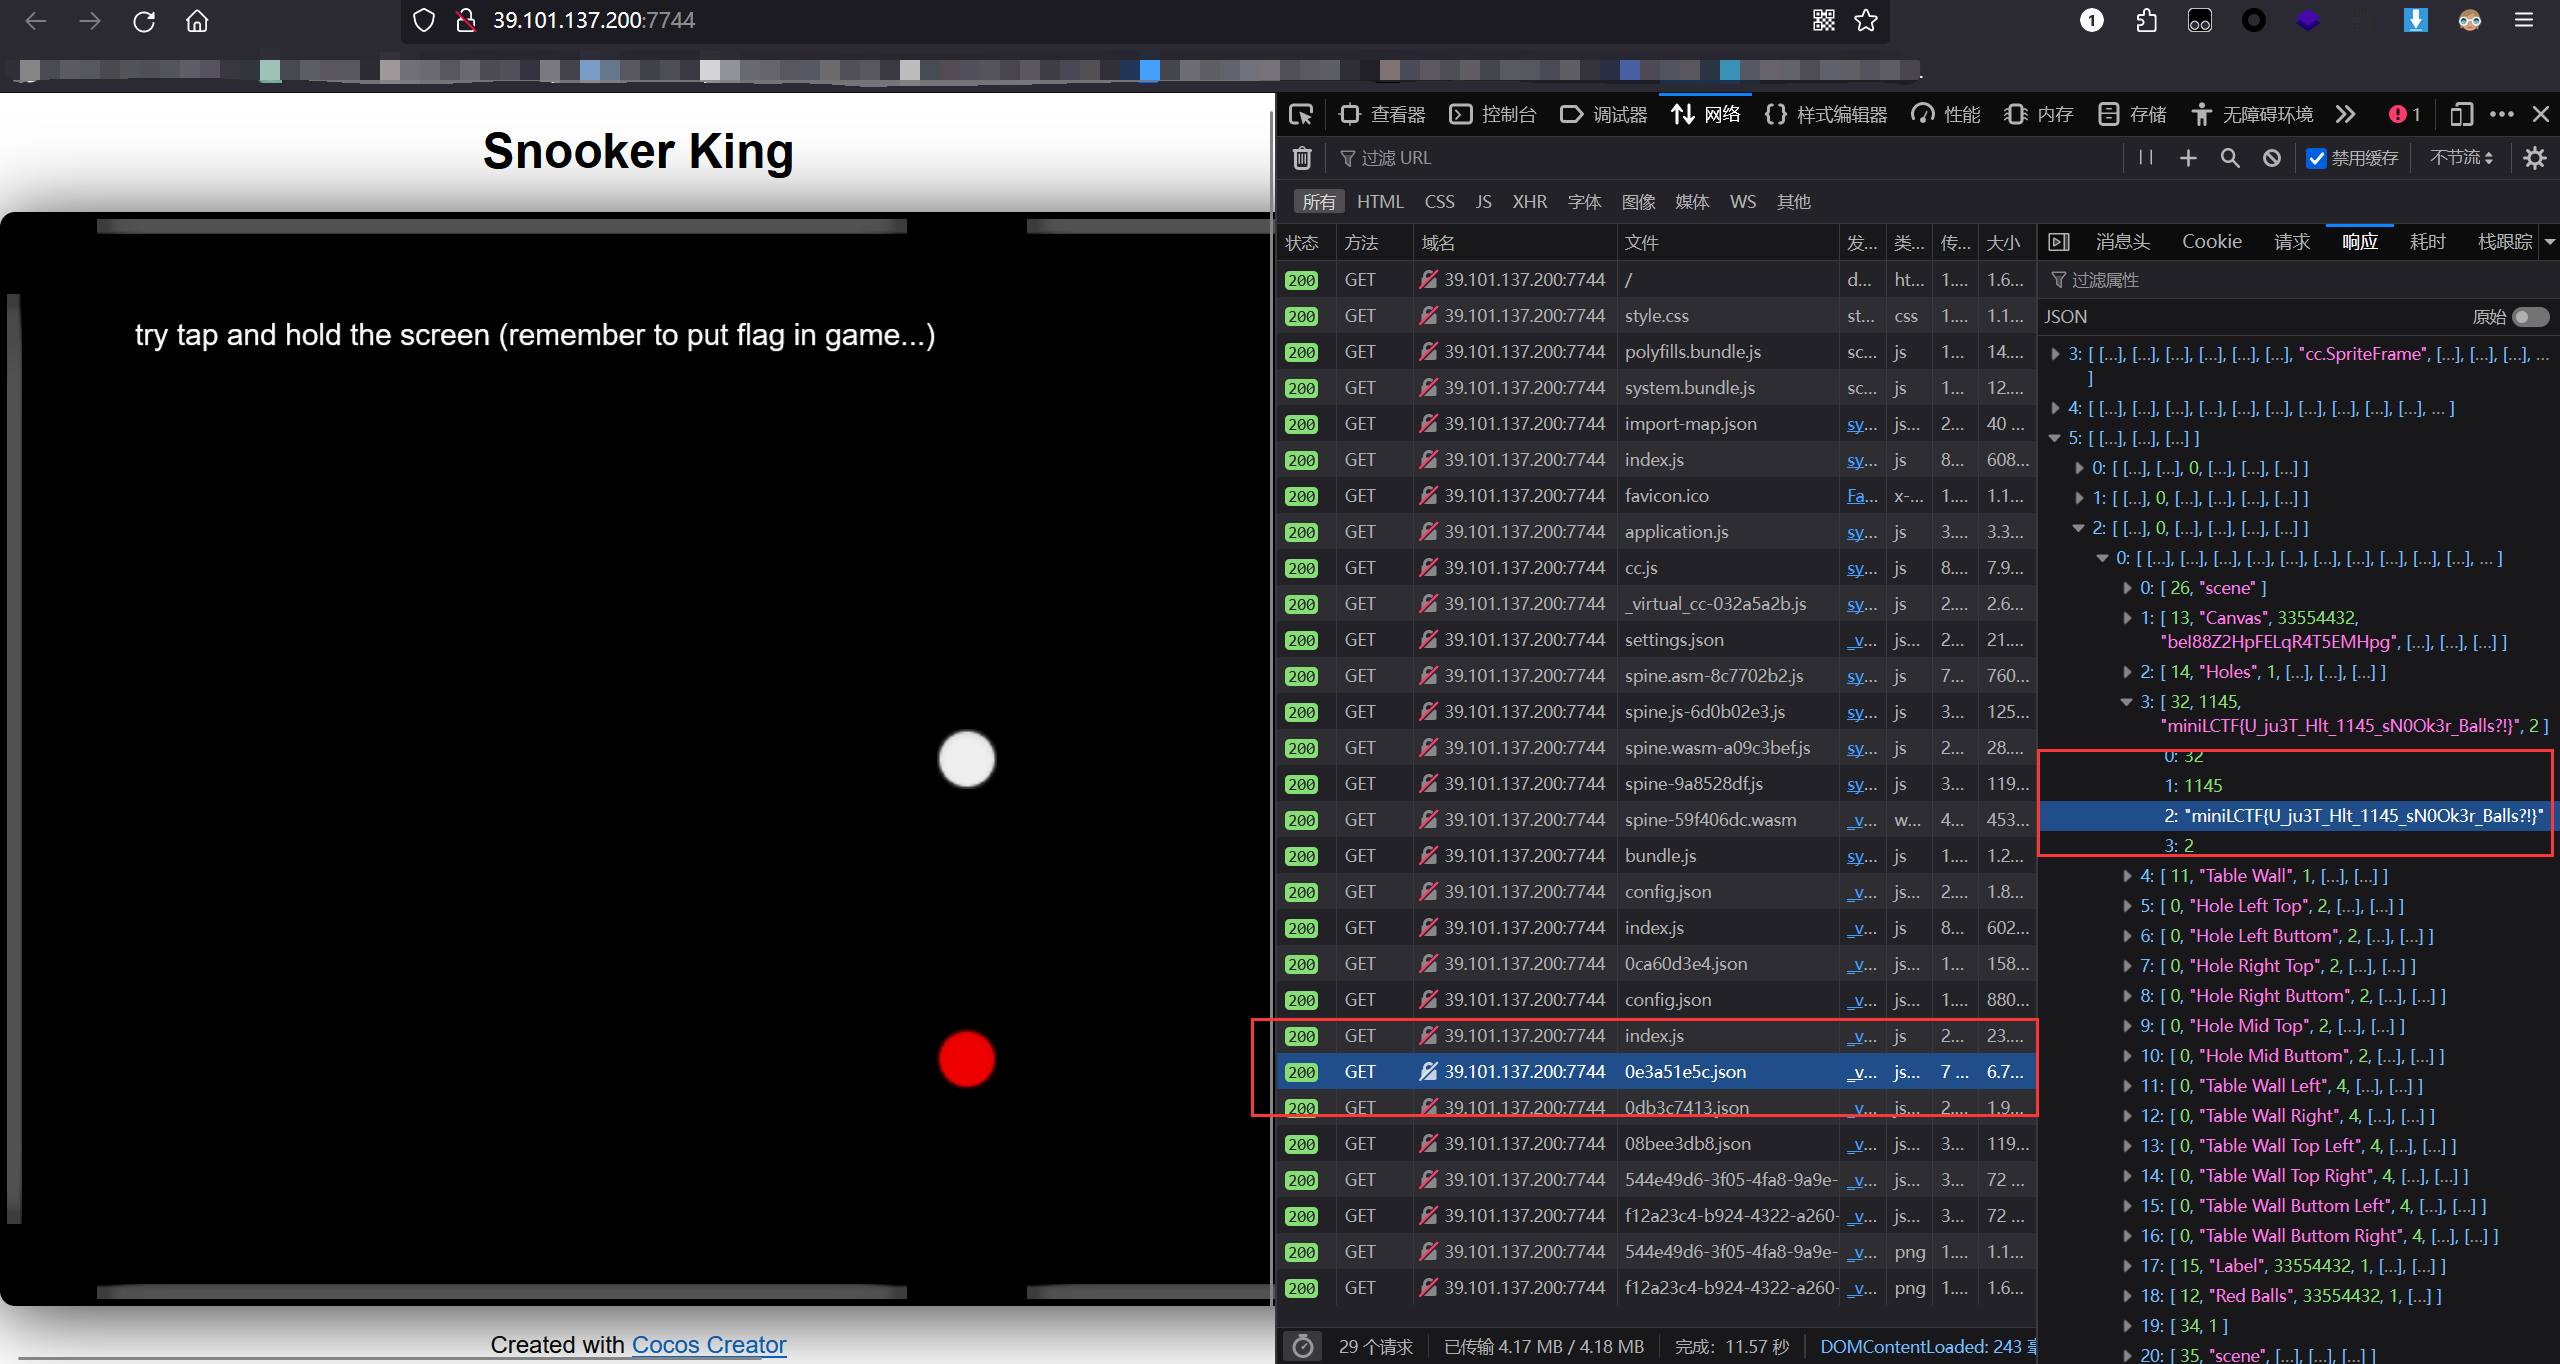 39.101.137.200:7744
1
Snooker King
try tap and hold the screen (remember to put flag in game...)
Created with Cocos Creator
查看器 控制台 调试器 网络 样式编辑器 性能 内存 存储 无障碍环境 1
过滤 URL 禁用缓存 不节流
所有 HTML CSS JS XHR 字体 图像 媒体 WS 其他
状态 方法 域名 文件 发... 类... 传... 大小
200 GET 39.101.137.200:7744 / d... ht... 1.... 1.6...
200 GET 39.101.137.200:7744 style.css st... css 1.... 1.1...
200 GET 39.101.137.200:7744 polyfills.bundle.js sc... js 1... 14....
200 GET 39.101.137.200:7744 system.bundle.js sc... js 1... 12....
200 GET 39.101.137.200:7744 import-map.json sy... js... 2... 40 ...
200 GET 39.101.137.200:7744 index.js sy... js 8... 608...
200 GET 39.101.137.200:7744 favicon.ico Fa... x-... 1.... 1.1...
200 GET 39.101.137.200:7744 application.js sy... js 3.... 3.3...
200 GET 39.101.137.200:7744 cc.js sy... js 8.... 7.9...
200 GET 39.101.137.200:7744 _virtual_cc-032a5a2b.js sy... js 2.... 2.6...
200 GET 39.101.137.200:7744 settings.json _v... js... 2... 21....
200 GET 39.101.137.200:7744 spine.asm-8c7702b2.js sy... js 7... 760...
200 GET 39.101.137.200:7744 spine.js-6d0b02e3.js sy... js 3... 125...
200 GET 39.101.137.200:7744 spine.wasm-a09c3bef.js sy... js 2... 28....
200 GET 39.101.137.200:7744 spine-9a8528df.js sy... js 3... 119...
200 GET 39.101.137.200:7744 spine-59f406dc.wasm _v... w... 4... 453...
200 GET 39.101.137.200:7744 bundle.js sy... js 1.... 1.2...
200 GET 39.101.137.200:7744 config.json _v... js... 2.... 1.8...
200 GET 39.101.137.200:7744 index.js _v... js 8... 602...
200 GET 39.101.137.200:7744 0ca60d3e4.json _v... js... 1... 158...
200 GET 39.101.137.200:7744 config.json _v... js... 1.... 880...
200 GET 39.101.137.200:7744 index.js _v... js 2... 23....
200 GET 39.101.137.200:7744 0e3a51e5c.json _v... js... 7 ... 6.7...
200 GET 39.101.137.200:7744 0db3c7413.json _v... js... 2.... 1.9...
200 GET 39.101.137.200:7744 08bee3db8.json _v... js... 3... 119...
200 GET 39.101.137.200:7744 544e49d6-3f05-4fa8-9a9e- _v... js... 3... 72 ...
200 GET 39.101.137.200:7744 f12a23c4-b924-4322-a260- _v... js... 3... 72 ...
200 GET 39.101.137.200:7744 544e49d6-3f05-4fa8-9a9e- _v... png 1.... 1.1...
200 GET 39.101.137.200:7744 f12a23c4-b924-4322-a260- _v... png 1.... 1.6...
29 个请求 已传输 4.17 MB / 4.18 MB 完成: 11.57 秒 DOMContentLoaded: 243
消息头 Cookie 请求 响应 耗时 栈跟踪
过滤属性
JSON 原始
3: [ [...], [...], [...], [...], [...], "cc.SpriteFrame", [...], [...], [...], ...
]
4: [ [...], [...], [...], [...], [...], [...], [...], [...], [...], ... ]
5: [ [...], [...], [...] ]
0: [ [...], [...], 0, [...], [...], [...] ]
1: [ [...], 0, [...], [...], [...], [...] ]
2: [ [...], 0, [...], [...], [...], [...] ]
0: [ [...], [...], [...], [...], [...], [...], [...], [...], [...], [...], ... ]
0: [ 26, "scene" ]
1: [ 13, "Canvas", 33554432,
"beI88Z2HpFELqR4T5EMHpg", [...], [...], [...] ]
2: [ 14, "Holes", 1, [...], [...], [...] ]
3: [ 32, 1145,
"miniLCTF{U_ju3T_HIt_1145_sN0Ok3r_Balls?!}", 2 ]
0: 32
1: 1145
2: "miniLCTF{U_ju3T_HIt_1145_sN0Ok3r_Balls?!}"
3: 2
4: [ 11, "Table Wall", 1, [...], [...] ]
5: [ 0, "Hole Left Top", 2, [...], [...] ]
6: [ 0, "Hole Left Buttom", 2, [...], [...] ]
7: [ 0, "Hole Right Top", 2, [...], [...] ]
8: [ 0, "Hole Right Buttom", 2, [...], [...] ]
9: [ 0, "Hole Mid Top", 2, [...], [...] ]
10: [ 0, "Hole Mid Buttom", 2, [...], [...] ]
11: [ 0, "Table Wall Left", 4, [...], [...] ]
12: [ 0, "Table Wall Right", 4, [...], [...] ]
13: [ 0, "Table Wall Top Left", 4, [...], [...] ]
14: [ 0, "Table Wall Top Right", 4, [...], [...] ]
15: [ 0, "Table Wall Buttom Left", 4, [...], [...] ]
16: [ 0, "Table Wall Buttom Right", 4, [...], [...] ]
17: [ 15, "Label", 33554432, 1, [...], [...] ]
18: [ 12, "Red Balls", 33554432, 1, [...] ]
19: [ 34, 1 ]
20: [ 35, "scene", [...], [...], [...] ]